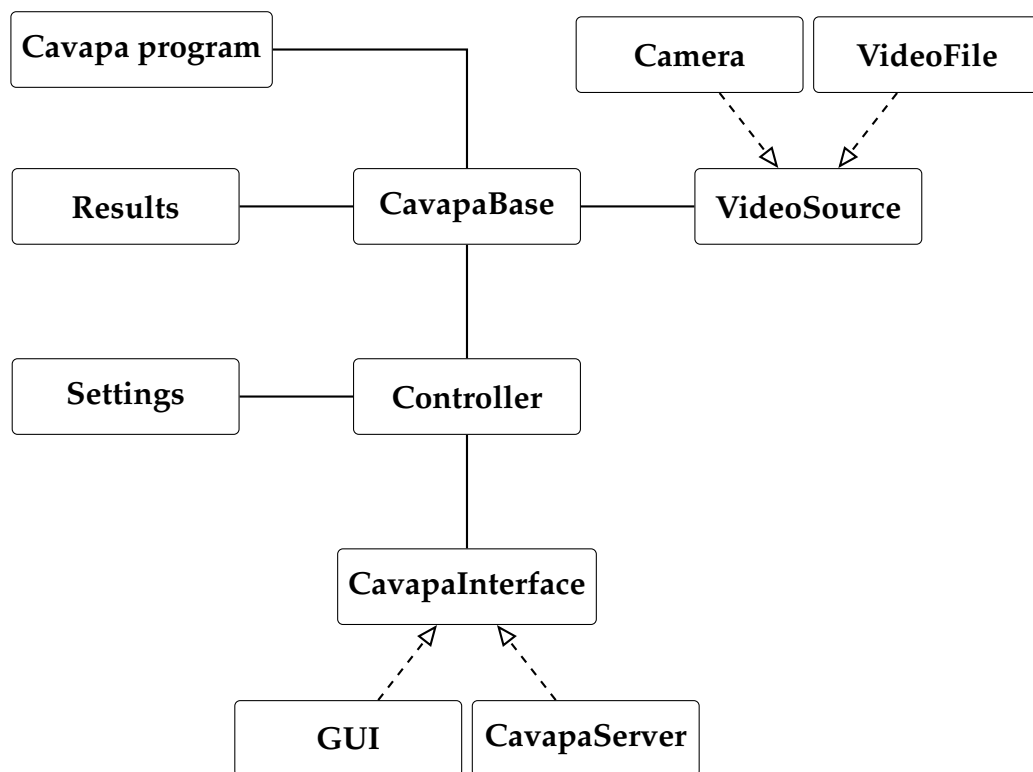 Cavapa program
Camera
VideoFile
Results
CavapaBase
VideoSource
Settings
Controller
CavapaInterface
GUI
CavapaServer